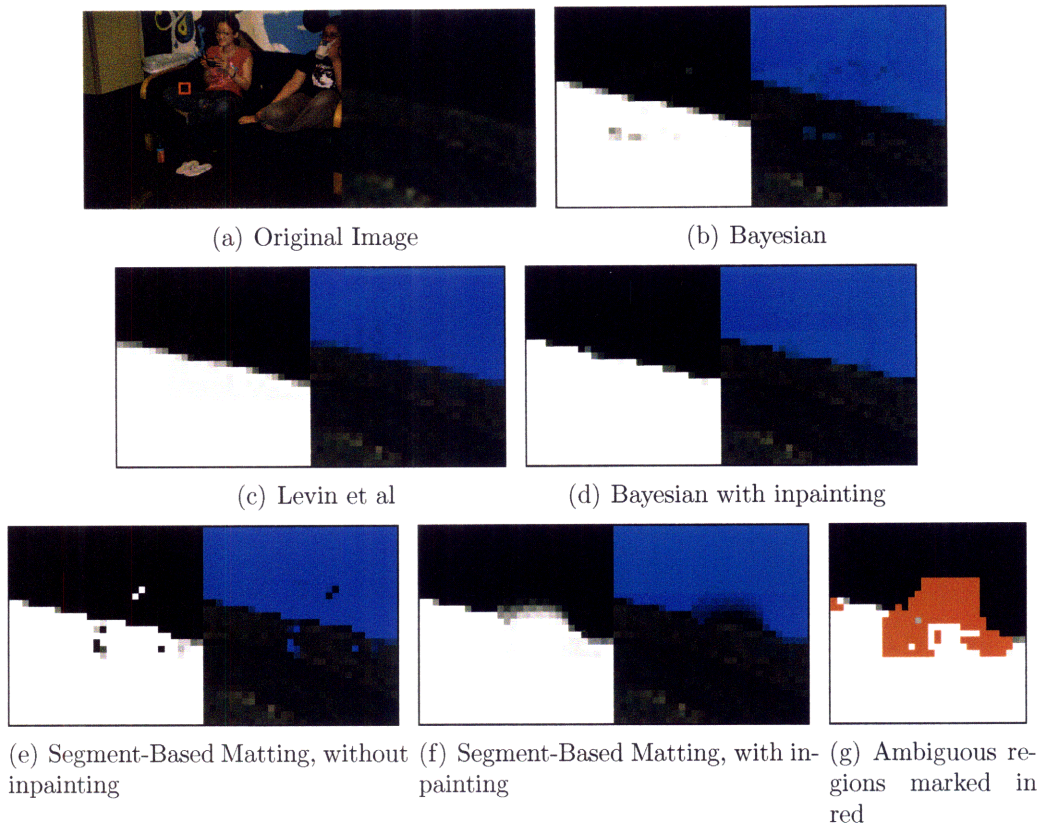 (a) Original Image
(b) Bayesian
(c) Levin et al
(d) Bayesian with inpainting
(e) Segment-Based Matting, without
inpainting
(f) Segment-Based Matting, with in-
painting
(g) Ambiguous re-
gions marked in
red